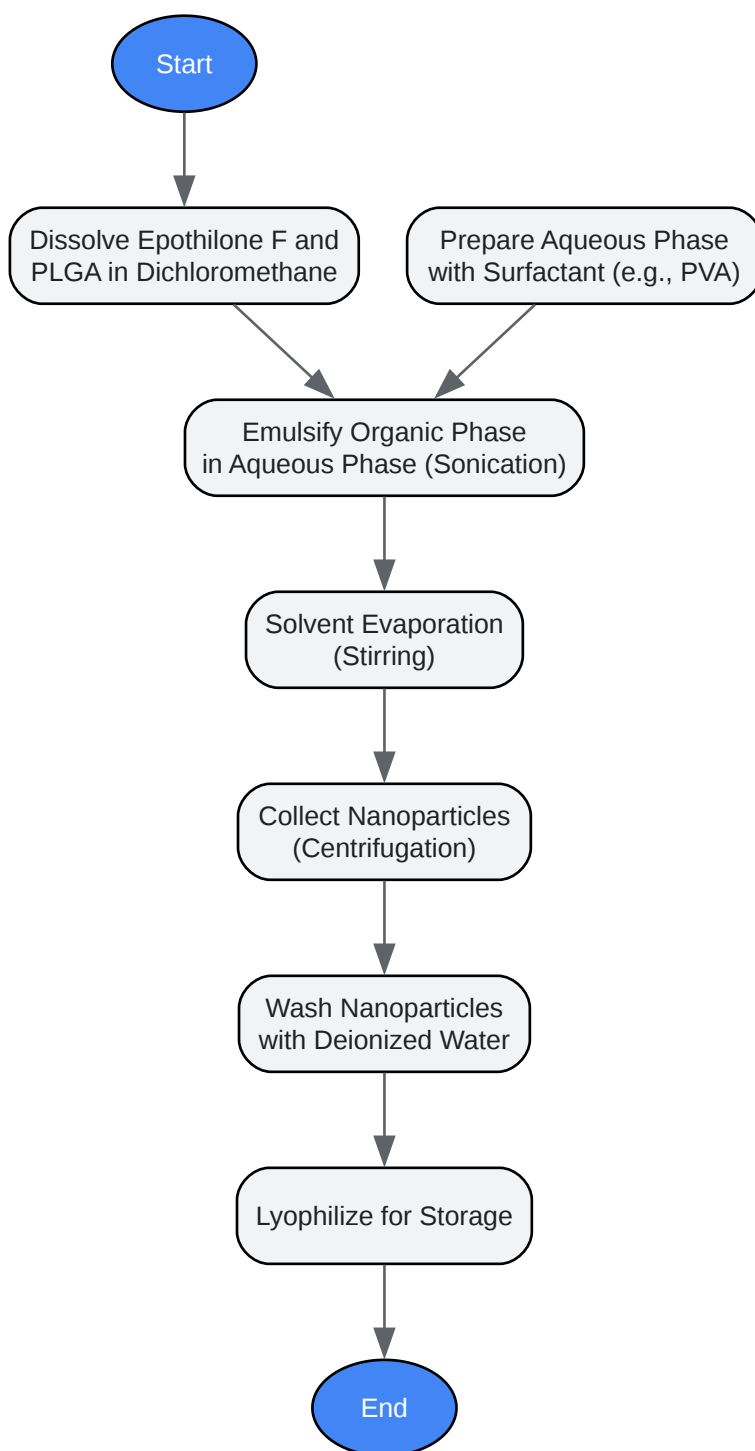 Start
Dissolve Epothilone F and
PLGA in Dichloromethane
Prepare Aqueous Phase
with Surfactant (e.g., PVA)
Emulsify Organic Phase
in Aqueous Phase (Sonication)
Solvent Evaporation
(Stirring)
Collect Nanoparticles
(Centrifugation)
Wash Nanoparticles
with Deionized Water
Lyophilize for Storage
End